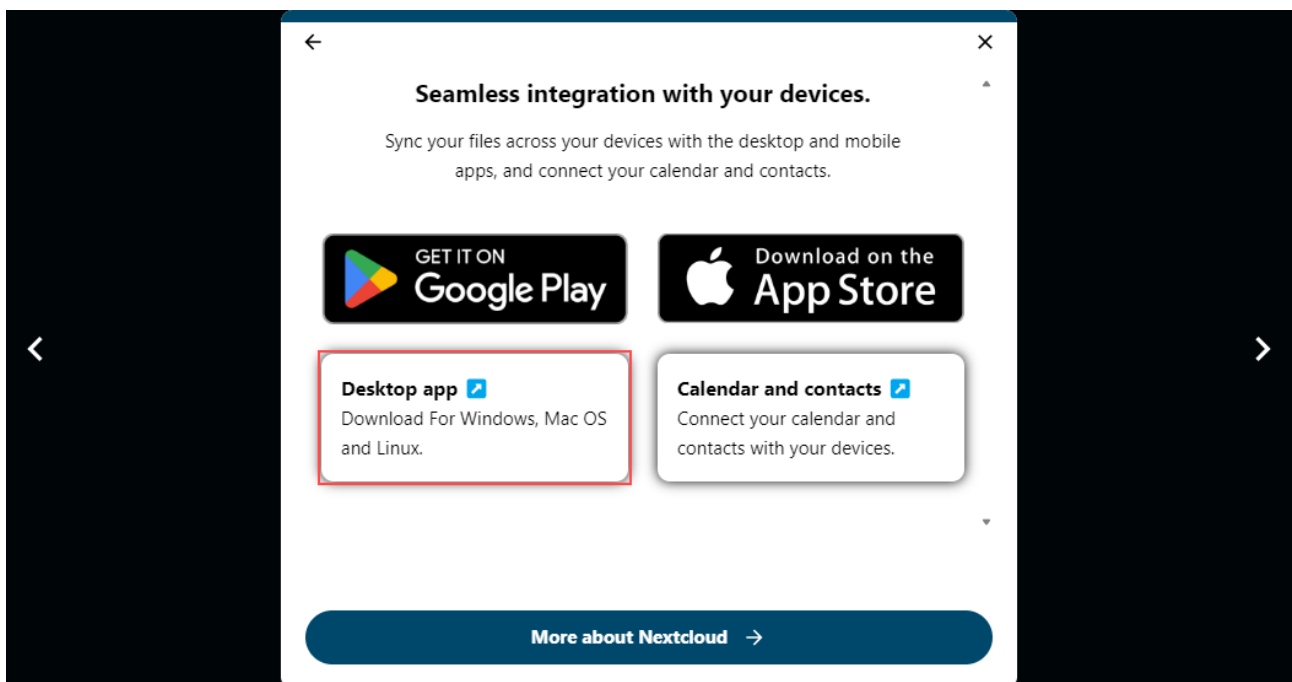 Seamless integration with your devices.
Sync your files across your devices with the desktop and mobile
apps, and connect your calendar and contacts.
GET IT ON
Google Play
Download on the
App Store
Desktop app
Download For Windows, Mac OS
and Linux.
Calendar and contacts
Connect your calendar and
contacts with your devices.
More about Nextcloud